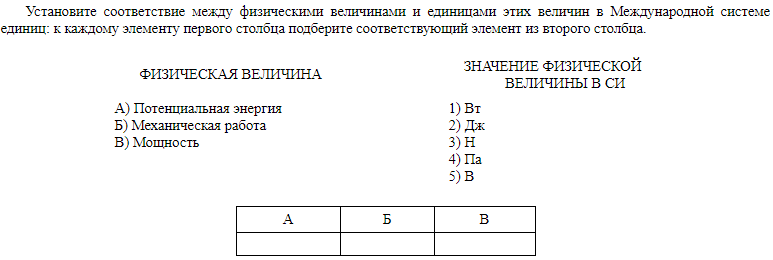 Установите соответствие между физическими величинами и единицами этих величин в Международной системе
единиц: к каждому элементу первого столбца подберите соответствующий элемент из второго столбца.
ФИЗИЧЕСКАЯ ВЕЛИЧИНА
ЗНАЧЕНИЕ ФИЗИЧЕСКОЙ
ВЕЛИЧИНЫ В СИ
А) Потенциальная энергия
Б) Механическая работа
В) Мощность
1) Вт
2) Дж
3) Н
4) Па
5) В
А Б В